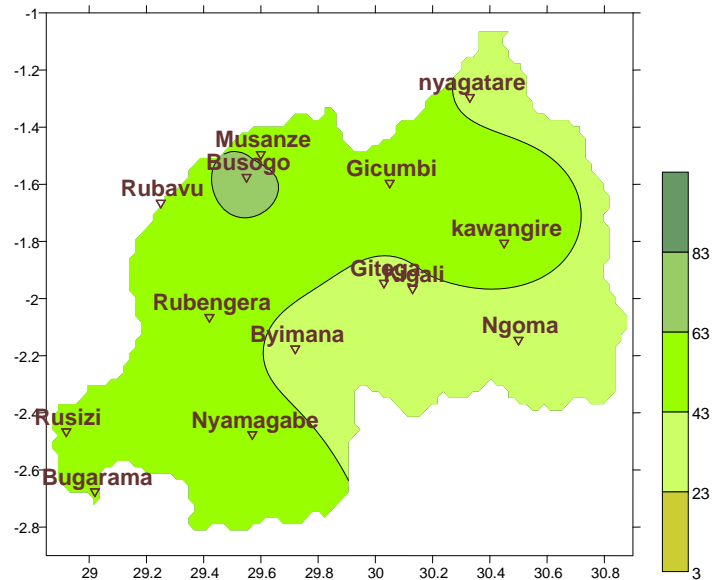 -1
-1.2
nyagatare
-1.4
Musanze
Busogo
Gicumbi
-1.6
Rubavu
kawangire
-1.8
83
Gitega
Kigali
-2
Rubengera
Ngoma
63
Byimana
-2.2
-2.4
43
Rusizi
Nyamagabe
23
-2.6
Bugarama
-2.8
3
29
29.2
29.4
29.6
29.8
30
30.2
30.4
30.6
30.8